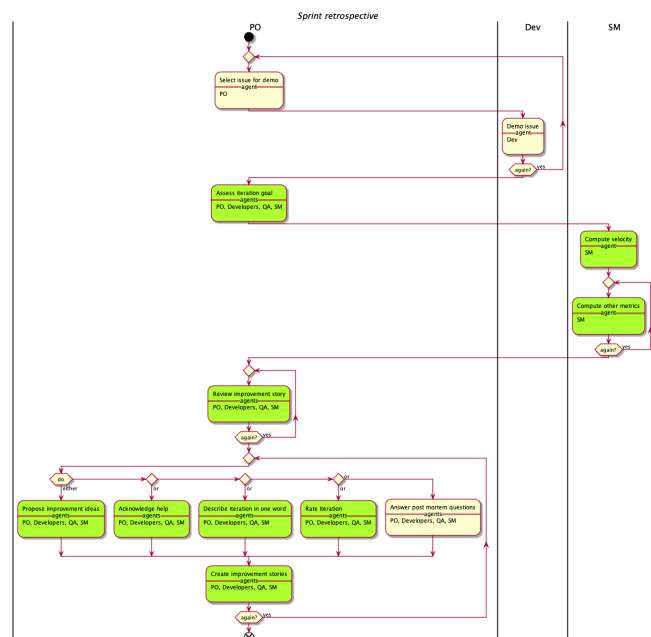 Sprint retrospective
PO
Dev
SM
Select issue for demo
agent
PO
Demo issue
agent
Dev
again?
yes
Assess iteration goal
agents
PO, Developers, QA, SM
Compute velocity
agent
SM
Compute other metrics
agent
SM
again?
yes
Review improvement story
agents
PO, Developers, QA, SM
again?
yes
do
either
or
or
or
or
Propose improvement ideas
agents
PO, Developers, QA, SM
Acknowledge help
agents
PO, Developers, QA, SM
Describe iteration in one word
agents
PO, Developers, QA, SM
Rate iteration
agents
PO, Developers, QA, SM
Answer post mortem questions
agents
PO, Developers, QA, SM
Create improvement stories
agents
PO, Developers, QA, SM
again?
yes